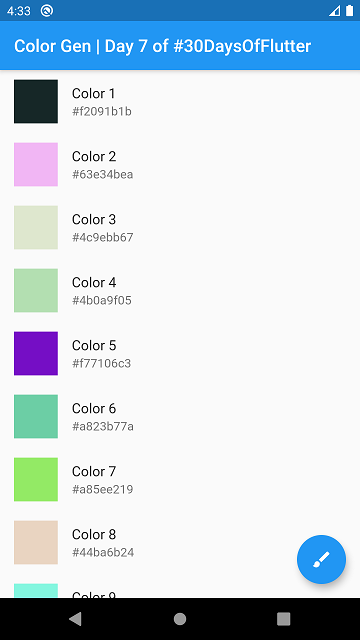 4:33
Color Gen | Day 7 of #30DaysOfFlutter
Color 1
#f2091b1b
Color 2
#63e34bea
Color 3
#4c9ebb67
Color 4
#4b0a9f05
Color 5
#f77106c3
Color 6
#a823b77a
Color 7
#a85ee219
Color 8
#44ba6b24
Color 9